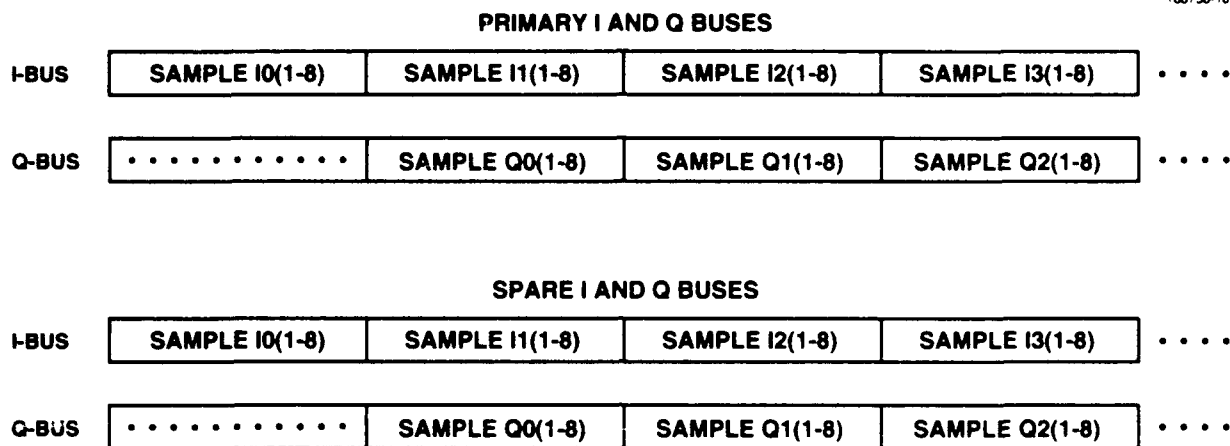 PRIMARY I AND Q BUSES
I-BUS SAMPLE I0(1-8) SAMPLE I1(1-8) SAMPLE I2(1-8) SAMPLE I3(1-8) . . . .
Q-BUS . . . . . . . . . . . SAMPLE Q0(1-8) SAMPLE Q1(1-8) SAMPLE Q2(1-8) . . . .
SPARE I AND Q BUSES
I-BUS SAMPLE I0(1-8) SAMPLE I1(1-8) SAMPLE I2(1-8) SAMPLE I3(1-8) . . . .
Q-BUS . . . . . . . . . . . SAMPLE Q0(1-8) SAMPLE Q1(1-8) SAMPLE Q2(1-8) . . . .